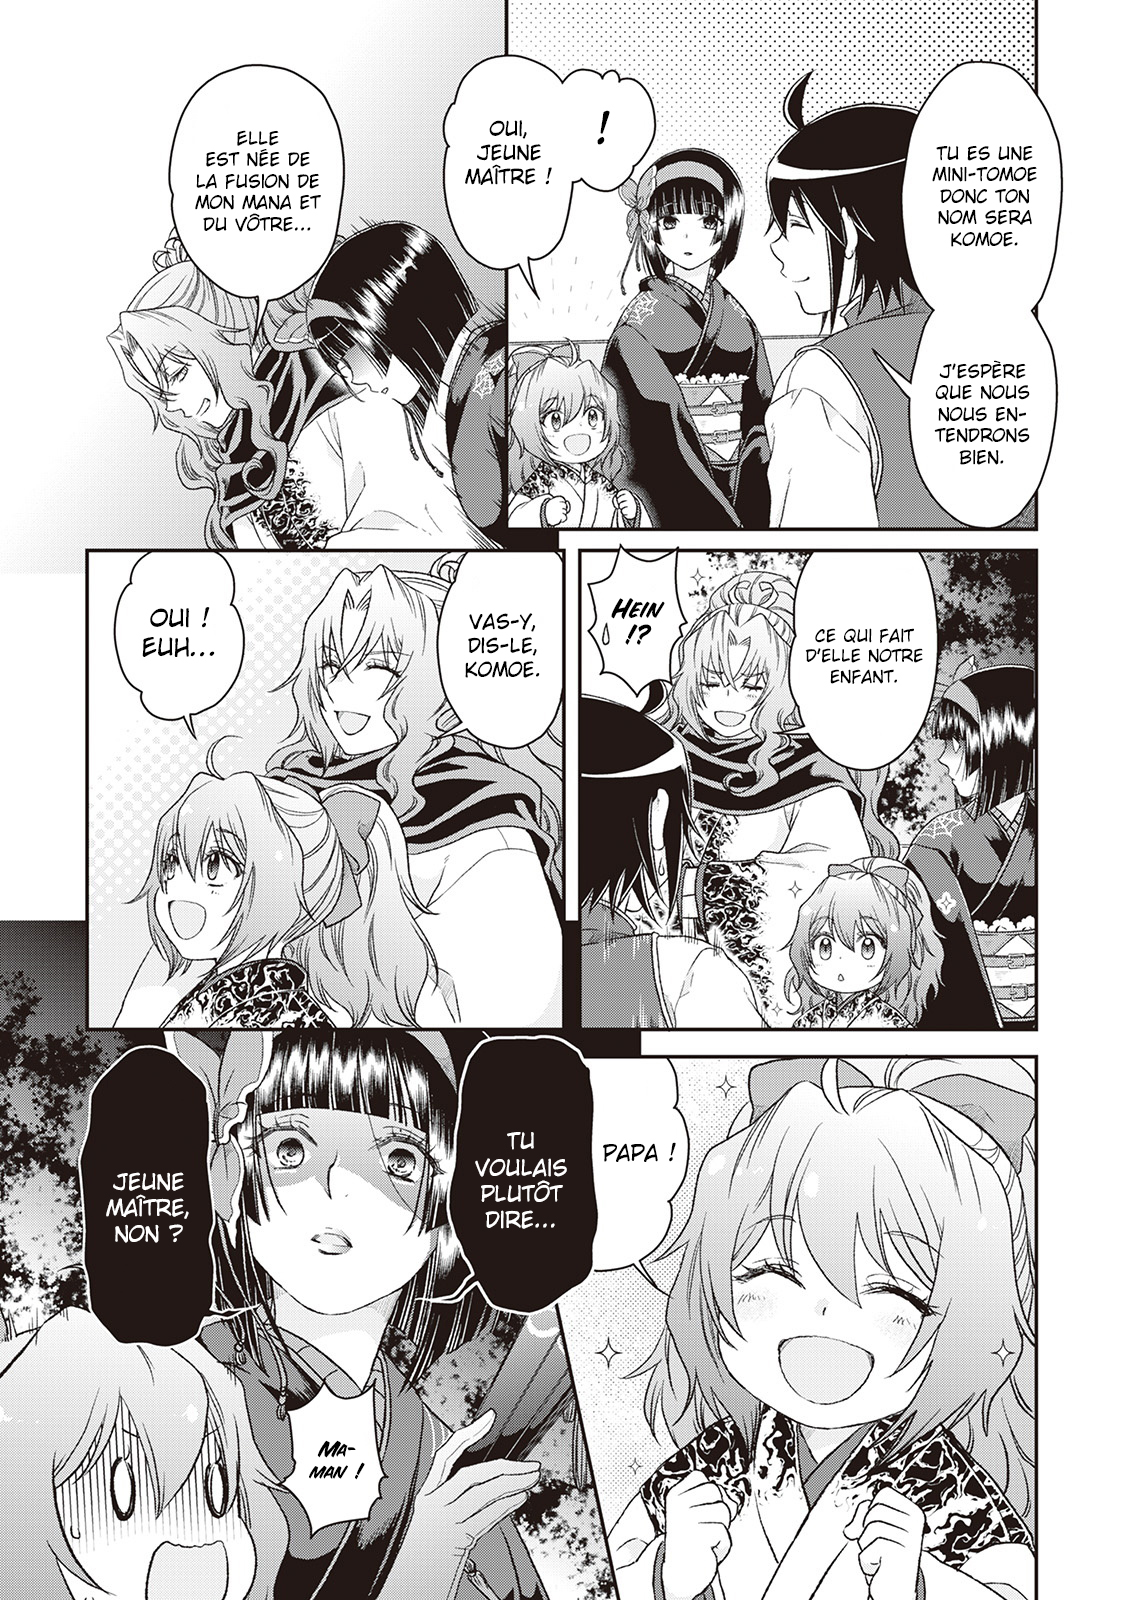 TU ES UNE
MINI-TOMOE
DONC TON
NOM SERA
KOMOE.
J'ESPÈRE
QUE NOUS
NOUS EN-
TENDRONS
BIEN.
!
OUI,
JEUNE
MAÎTRE !
ELLE
EST NÉE DE
LA FUSION DE
MON MANA ET
DU VÔTRE...
CE QUI FAIT
D'ELLE NOTRE
ENFANT.
HEIN
!?
VAS-Y,
DIS-LE,
KOMOE.
OUI !
EUH...
PAPA !
TU
VOULAIS
PLUTÔT
DIRE...
JEUNE
MAÎTRE,
NON ?
MA-
MAN !